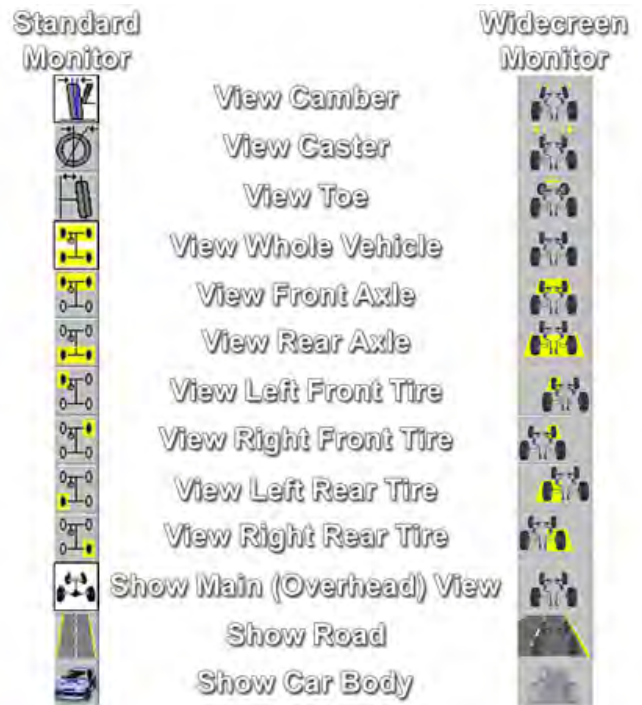 Standard Monitor
Widecreen Monitor
View Camber
View Caster
View Toe
View Whole Vehicle
View Front Axle
View Rear Axle
View Left Front Tire
View Right Front Tire
View Left Rear Tire
View Right Rear Tire
Show Main (Overhead) View
Show Road
Show Car Body